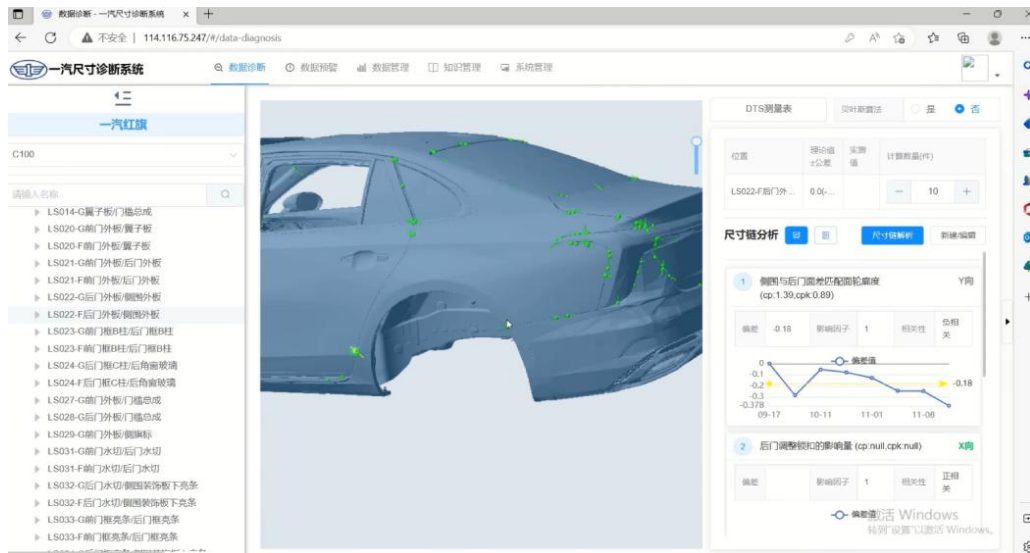 数据诊断 - 一汽尺寸诊断系统
不安全 | 114.116.75.247/#/data-diagnosis
一汽尺寸诊断系统
数据诊断 数据预警 数据管理 知识管理 系统管理
一汽红旗
C100
请输入名称
LS014-G翼子板/门槛总成
LS020-G前门外板/翼子板
LS020-F前门外板/翼子板
LS021-G前门外板/后门外板
LS021-F前门外板/后门外板
LS022-G后门外板/侧围外板
LS022-F后门外板/侧围外板
LS023-G前门框B柱/后门框B柱
LS023-F前门框B柱/后门框B柱
LS024-G后门框C柱/后角窗玻璃
LS024-F后门框C柱/后角窗玻璃
LS027-G前门外板/门槛总成
LS028-G后门外板/门槛总成
LS029-G前门外板/侧旗标
LS031-G前门水切/后门水切
LS031-F前门水切/后门水切
LS032-G后门水切/侧围装饰板下亮条
LS032-F后门水切/侧围装饰板下亮条
LS033-G前门框亮条/后门框亮条
LS033-F前门框亮条/后门框亮条
DTS测量表 贝叶斯算法 是 否
位置 理论值±公差 实测值 计算数量(件)
LS022-F后门外... 0.0(-... − 10 +
尺寸链分析 尺寸链解析 新建/编辑
1 侧围与后门面差匹配面轮廓度 Y向
(cp:1.39,cpk:0.89)
偏差 -0.18 影响因子 1 相关性 负相关
偏差值
0
-0.1
-0.2 -0.18
-0.3
-0.378
09-17 10-11 11-01 11-08
2 后门调整锁扣的影响量 (cp:null,cpk:null) X向
偏差 影响因子 1 相关性 正相关
偏差值
激活 Windows
转到"设置"以激活 Windows。